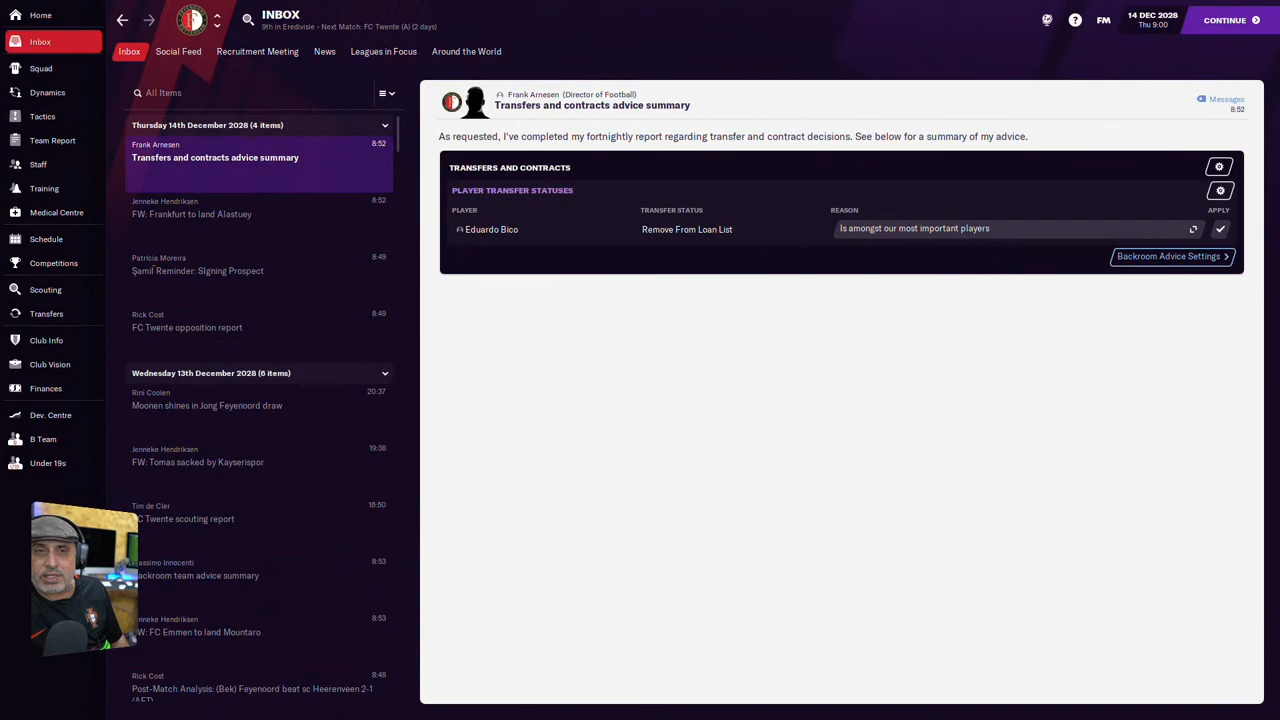 Home
Inbox
Squad
Dynamics
Tactics
Team Report
Staff
Training
Medical Centre
Schedule
Competitions
Scouting
Transfers
Club Info
Club Vision
Finances
Dev. Centre
B Team
Under 19s
INBOX
9th in Eredivisie - Next Match: FC Twente (A) (2 days)
FM
14 DEC 2028
Thu 9:00
CONTINUE
Inbox
Social Feed
Recruitment Meeting
News
Leagues in Focus
Around the World
All Items
Thursday 14th December 2028 (4 items)
Frank Arnesen 8:52
Transfers and contracts advice summary
Jenneke Hendriksen 8:52
FW: Frankfurt to land Alastuey
Patrícia Moreira 8:49
Şamil Reminder: Signing Prospect
Rick Cost 8:49
FC Twente opposition report
Wednesday 13th December 2028 (6 items)
Rini Coolen 20:37
Moonen shines in Jong Feyenoord draw
Jenneke Hendriksen 19:38
FW: Tomas sacked by Kayserispor
Tim de Cler 16:50
C Twente scouting report
assimo Innocenti 8:53
ackroom team advice summary
nneke Hendriksen 8:53
W: FC Emmen to land Mountaro
Rick Cost 8:48
Post-Match Analysis: (Bek) Feyenoord beat sc Heerenveen 2-1
(AET)
Frank Arnesen (Director of Football)
Transfers and contracts advice summary
Messages
8:52
As requested, I've completed my fortnightly report regarding transfer and contract decisions. See below for a summary of my advice.
TRANSFERS AND CONTRACTS
PLAYER TRANSFER STATUSES
PLAYER TRANSFER STATUS REASON APPLY
Eduardo Bico Remove From Loan List Is amongst our most important players
Backroom Advice Settings